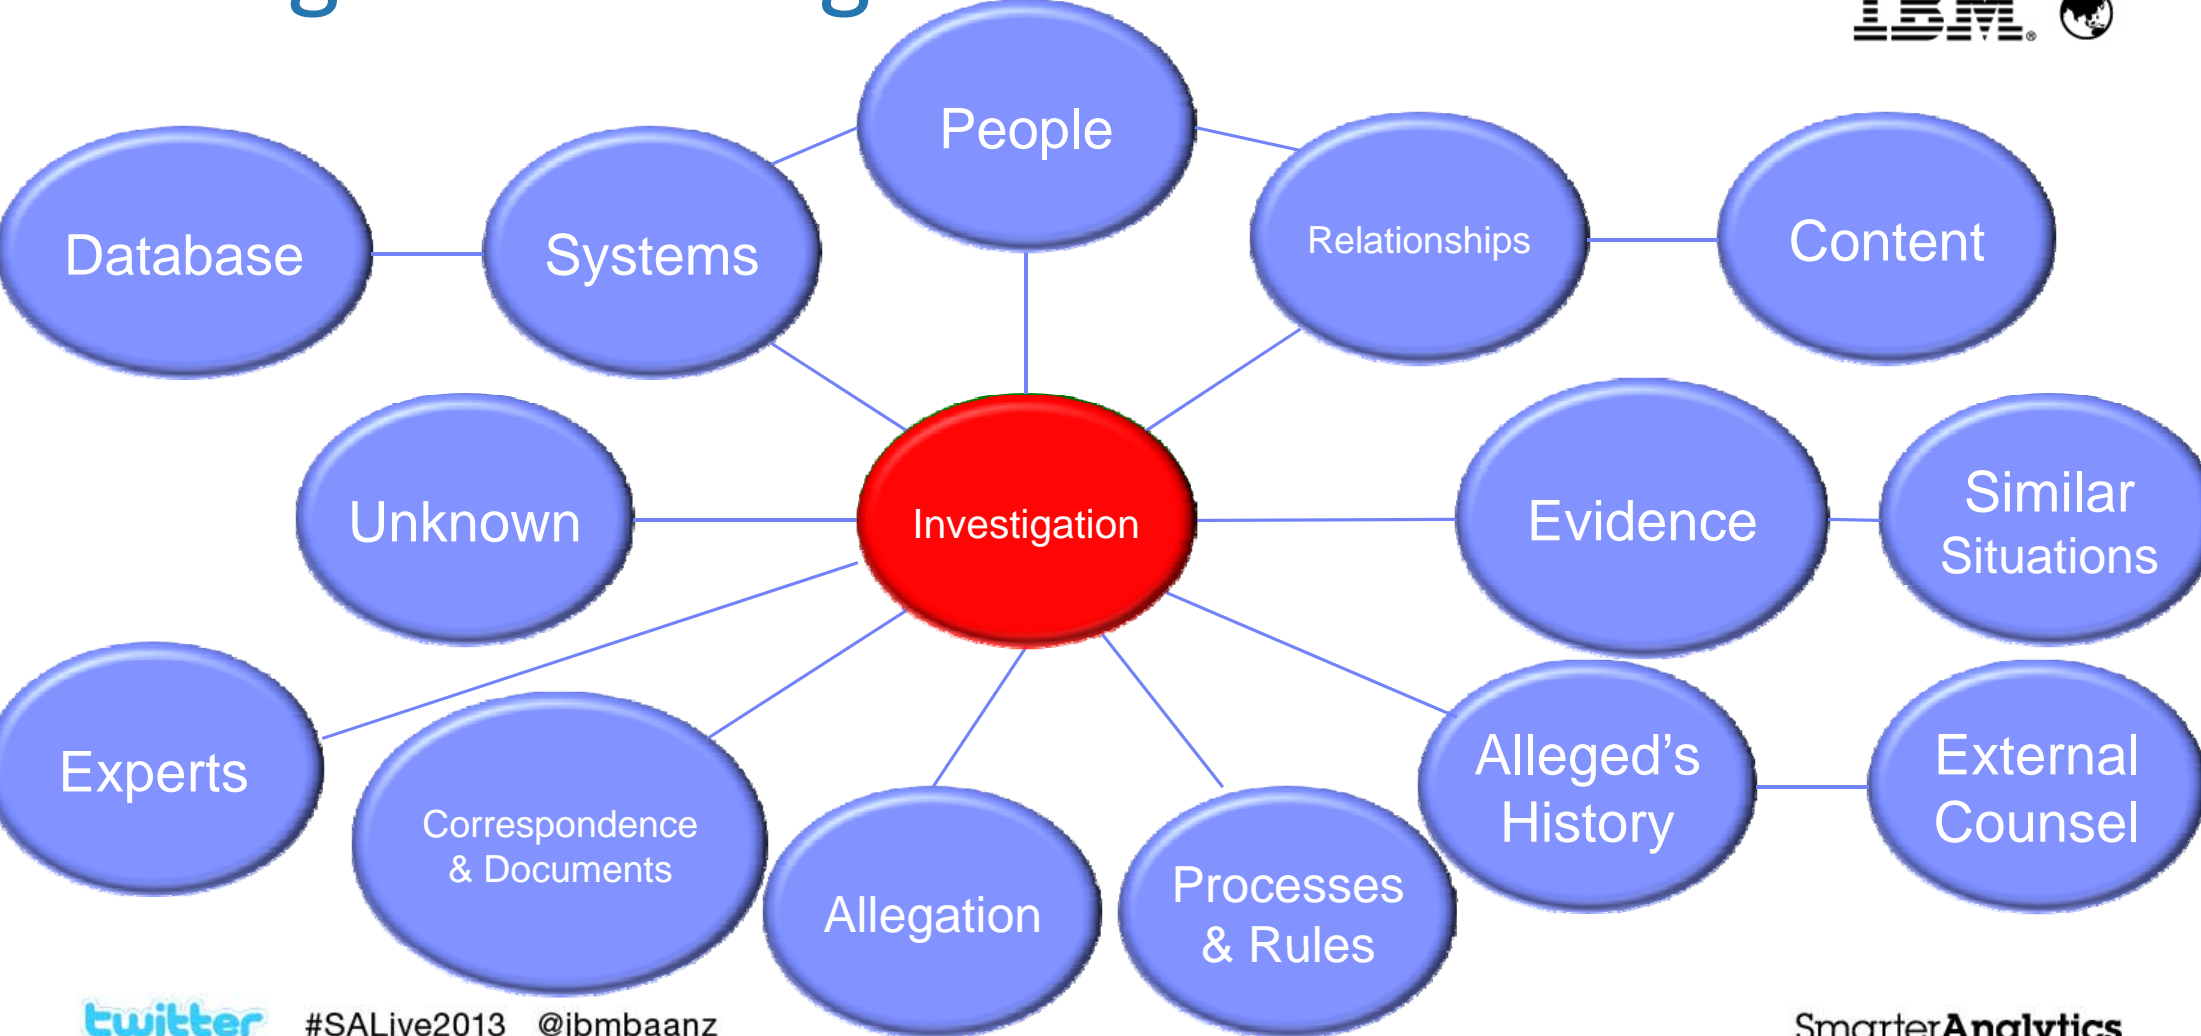 IBM®
People
Database
Systems
Relationships
Content
Unknown
Investigation
Evidence
Similar
Situations
Experts
Correspondence
& Documents
Allegation
Processes
& Rules
Alleged’s
History
External
Counsel
twitter #SALive2013 @ibmbaanz
SmarterAnalytics